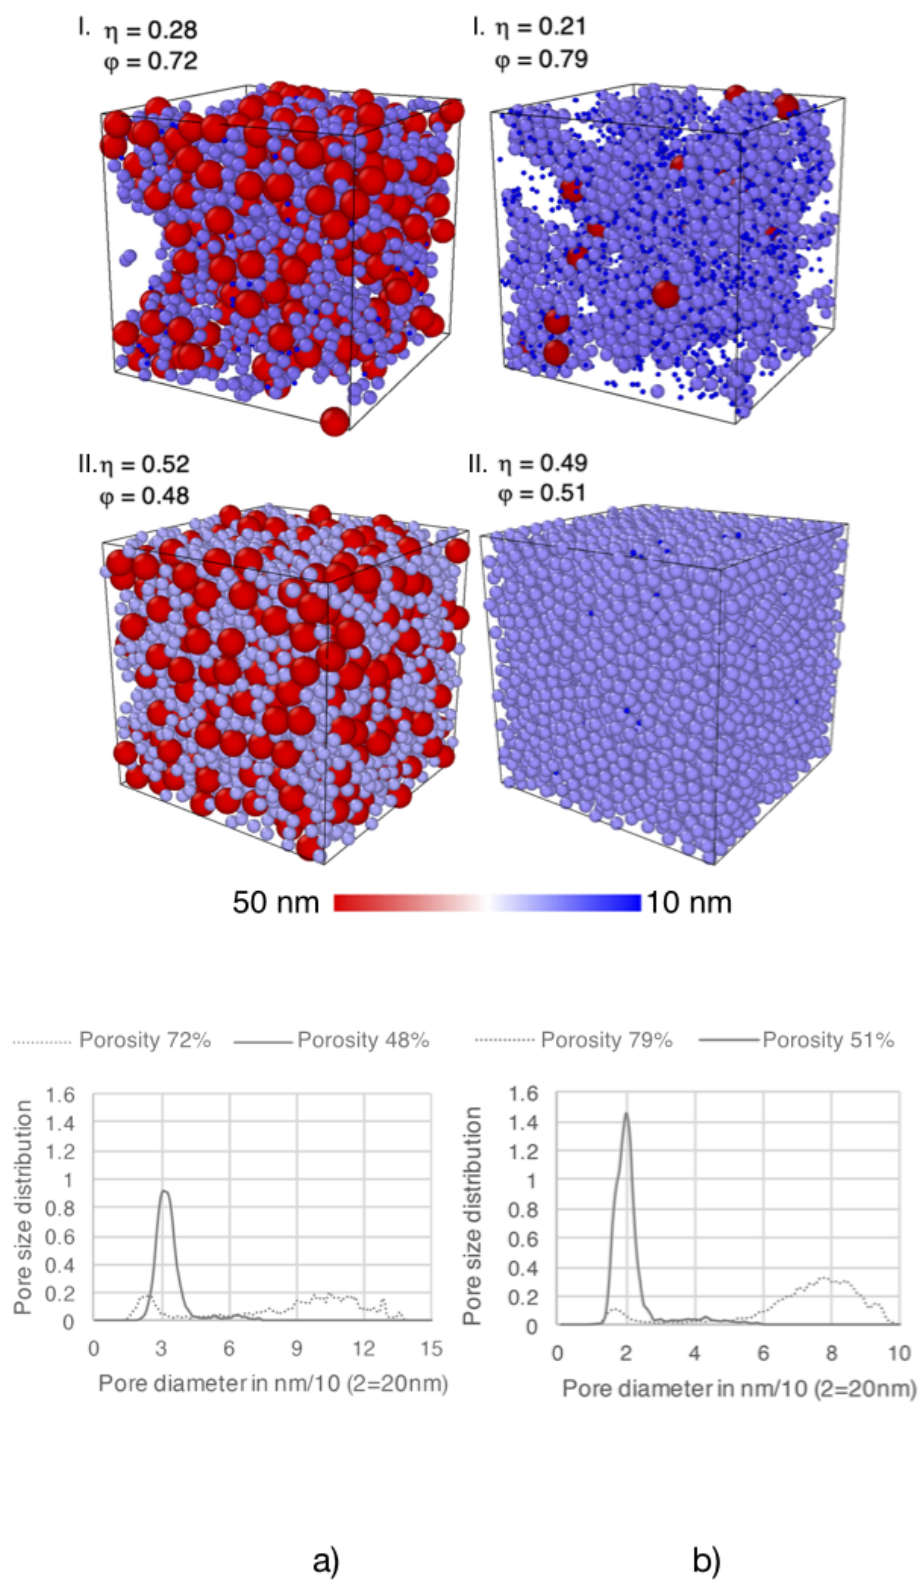 I. η = 0.28
φ = 0.72
I. η = 0.21
φ = 0.79
II. η = 0.52
φ = 0.48
II. η = 0.49
φ = 0.51
50 nm 10 nm
Porosity 72% Porosity 48%
1.6
1.4
1.2
1
0.8
0.6
0.4
0.2
0
Pore size distribution
0 3 6 9 12 15
Pore diameter in nm/10 (2=20nm)
Porosity 79% Porosity 51%
1.6
1.4
1.2
1
0.8
0.6
0.4
0.2
0
Pore size distribution
0 2 4 6 8 10
Pore diameter in nm/10 (2=20nm)
a) b)